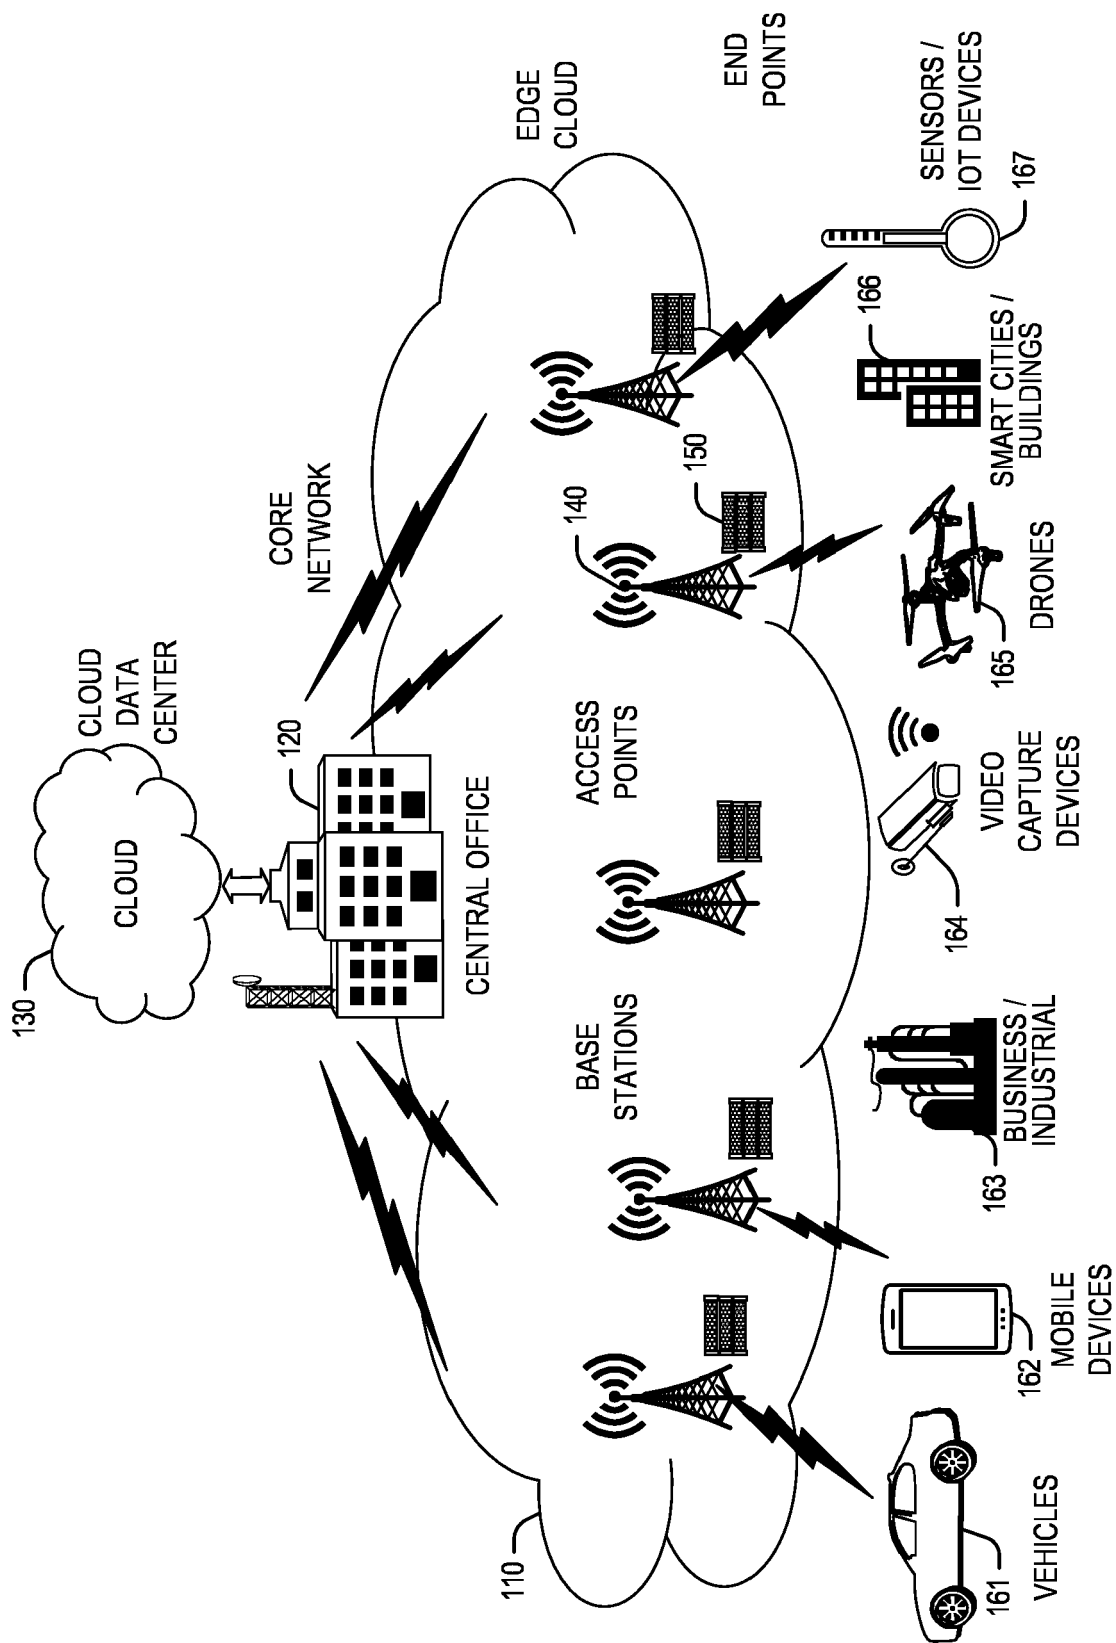 CLOUD DATA
CENTER
130
CLOUD
120
CORE
NETWORK
CENTRAL OFFICE
EDGE
CLOUD
110
BASE
STATIONS
ACCESS
POINTS
140
150
END
POINTS
161
VEHICLES
162
MOBILE
DEVICES
163
BUSINESS /
INDUSTRIAL
164
VIDEO
CAPTURE
DEVICES
165
DRONES
166
SMART CITIES /
BUILDINGS
167
SENSORS /
IOT DEVICES